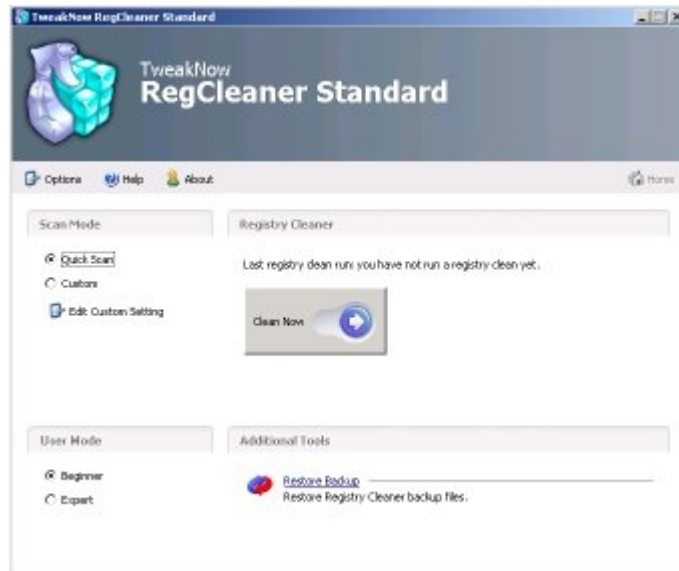 TweakNow RegCleaner Standard
TweakNow
RegCleaner Standard
Options Help About Home
Scan Mode
Quick Scan
Custom
Edit Custom Setting
Registry Cleaner
Last registry clean run: you have not run a registry clean yet.
Clean Now
User Mode
Beginner
Expert
Additional Tools
Restore Backup
Restore Registry Cleaner backup files.